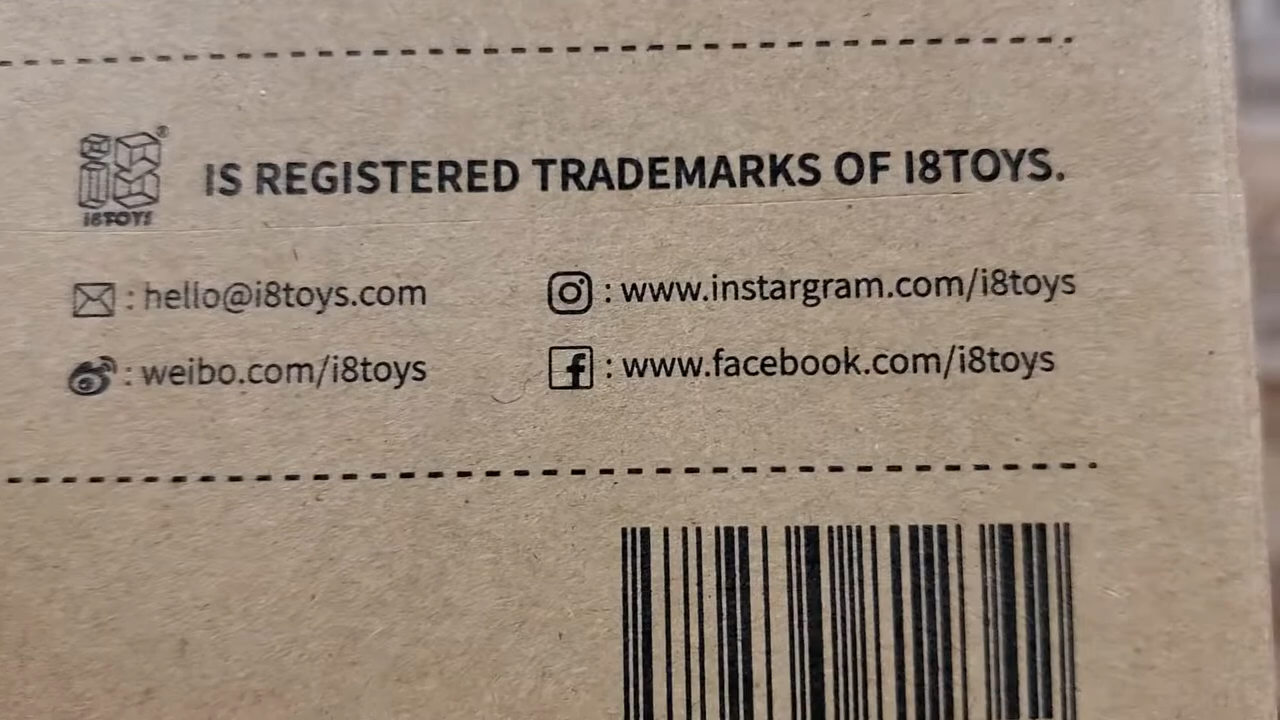 ®
i8TOYS
IS REGISTERED TRADEMARKS OF I8TOYS.
: hello@i8toys.com
: www.instargram.com/i8toys
: weibo.com/i8toys
: www.facebook.com/i8toys